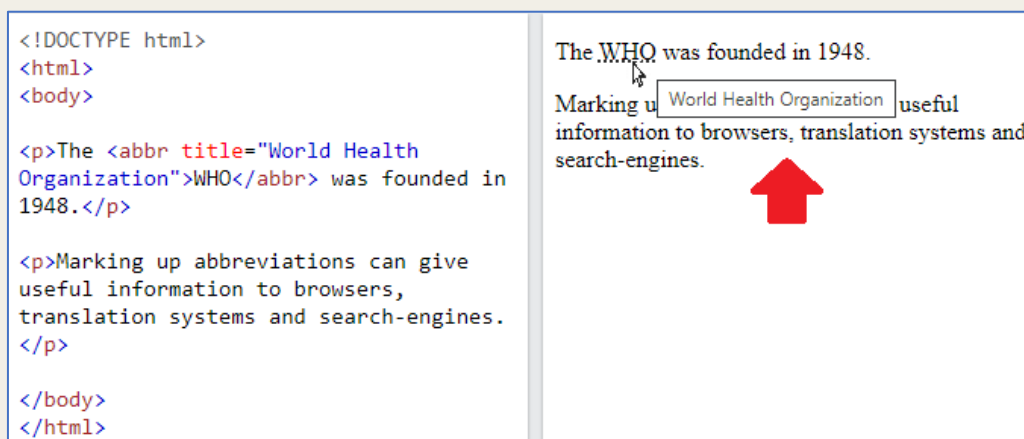 <!DOCTYPE html>
<html>
<body>
<p>The <abbr title="World Health
Organization">WHO</abbr> was founded in
1948.</p>
<p>Marking up abbreviations can give
useful information to browsers,
translation systems and search-engines.
</p>
</body>
</html>
The WHO was founded in 1948.
World Health Organization
Marking u useful
information to browsers, translation systems and
search-engines.